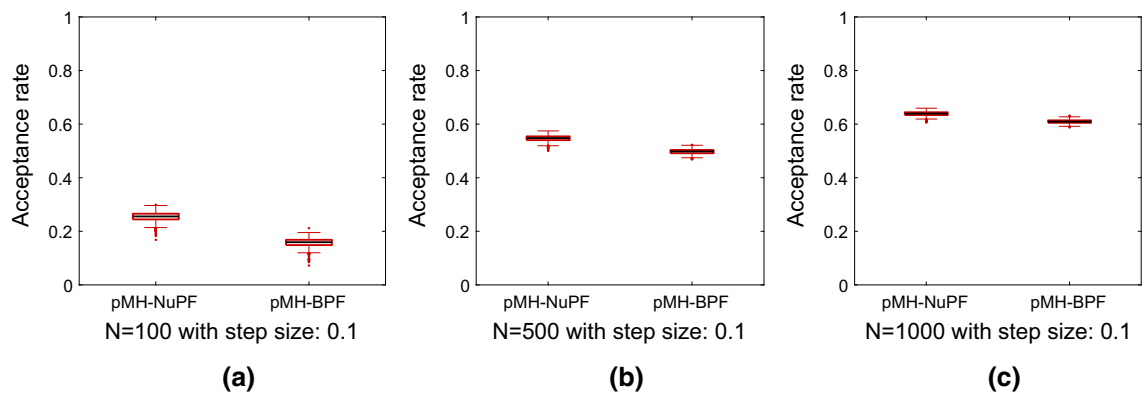 Acceptance rate
1
0.8
0.6
0.4
0.2
0
pMH-NuPF pMH-BPF
N=100 with step size: 0.1
(a)
Acceptance rate
1
0.8
0.6
0.4
0.2
0
pMH-NuPF pMH-BPF
N=500 with step size: 0.1
(b)
Acceptance rate
1
0.8
0.6
0.4
0.2
0
pMH-NuPF pMH-BPF
N=1000 with step size: 0.1
(c)